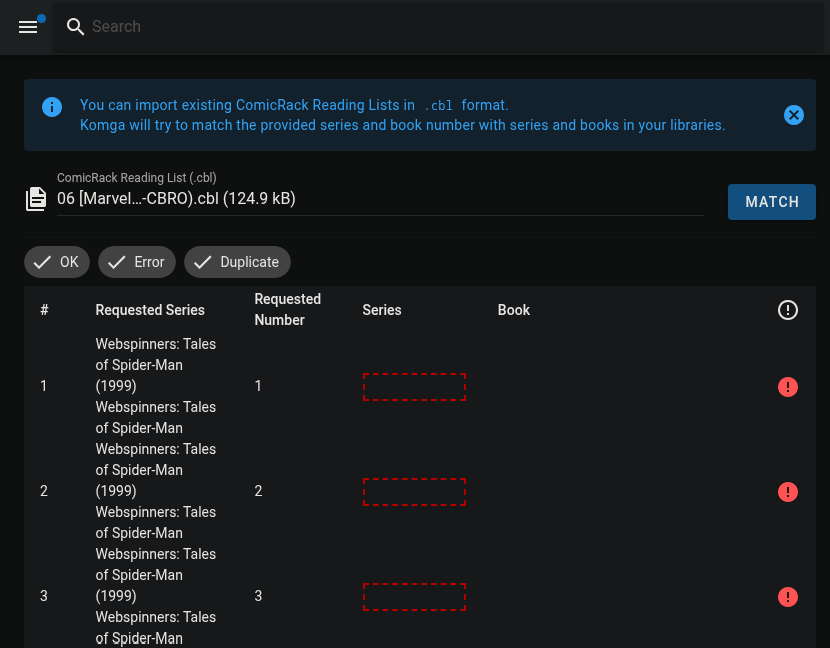 Search
You can import existing ComicRack Reading Lists in .cbl format.
Komga will try to match the provided series and book number with series and books in your libraries.
ComicRack Reading List (.cbl)
06 [Marvel…-CBRO).cbl (124.9 kB)
MATCH
OK
Error
Duplicate
#
Requested Series
Requested
Number
Series
Book
1
Webspinners: Tales
of Spider-Man
(1999)
Webspinners: Tales
of Spider-Man
1
2
Webspinners: Tales
of Spider-Man
(1999)
Webspinners: Tales
of Spider-Man
2
3
Webspinners: Tales
of Spider-Man
(1999)
Webspinners: Tales
of Spider-Man
3